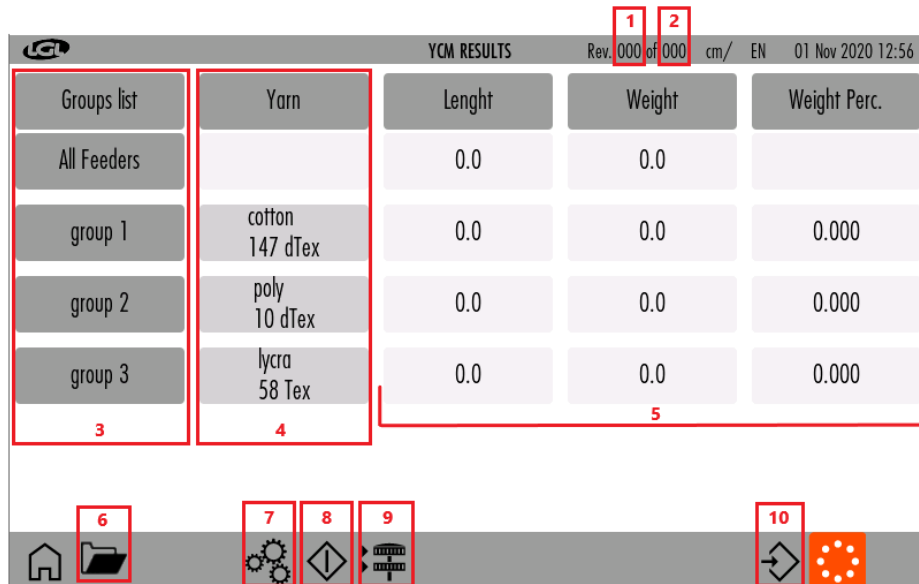 1 2
LGL YCM RESULTS Rev. 000 of 000 cm/ EN 01 Nov 2020 12:56
Groups list Yarn Lenght Weight Weight Perc.
All Feeders 0.0 0.0
group 1 cotton 147 dTex 0.0 0.0 0.000
group 2 poly 10 dTex 0.0 0.0 0.000
group 3 lycra 58 Tex 0.0 0.0 0.000
3 4 5
6 7 8 9 10